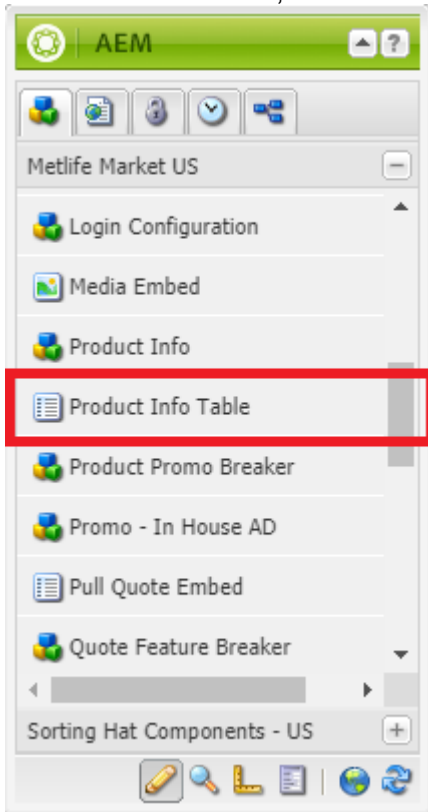 AEM
?
Metlife Market US
Login Configuration
Media Embed
Product Info
Product Info Table
Product Promo Breaker
Promo - In House AD
Pull Quote Embed
Quote Feature Breaker
Sorting Hat Components - US